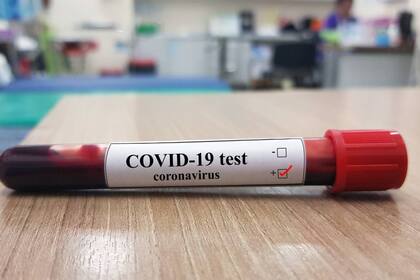 COVID-19 test
coronavirus
-☐
+☑